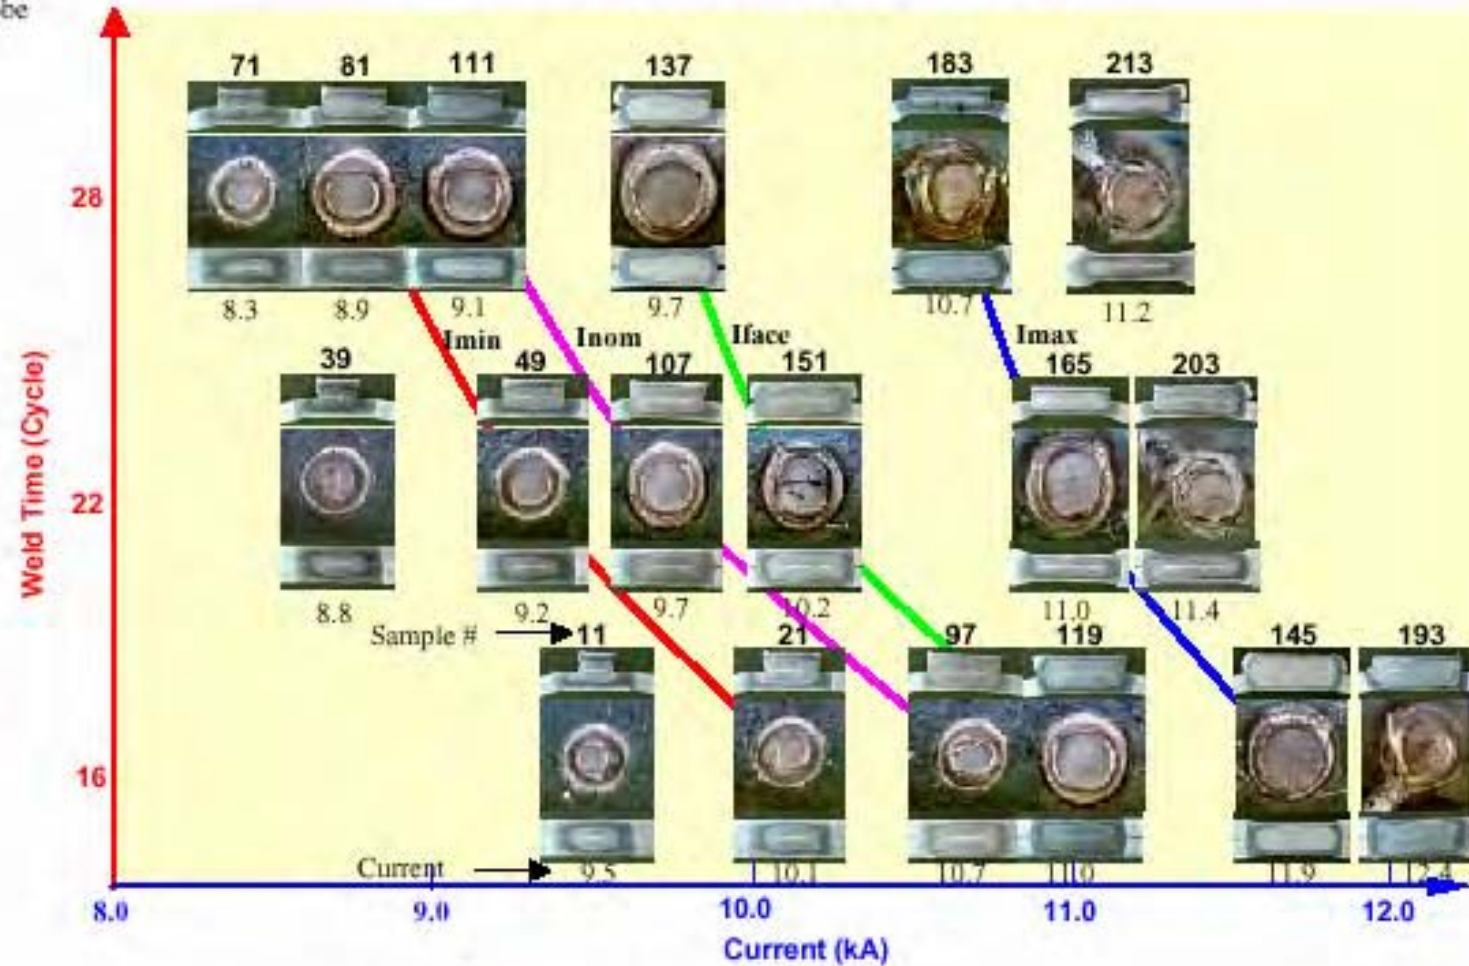 be
71 81 111 137 183 213
28
8.3 8.9 9.1 9.7 10.7 11.2
Imin Inom Iface Imax
39 49 107 151 165 203
Weld Time (Cycle)
22
8.8 9.2 9.7 10.2 11.0 11.4
Sample # 11 21 97 119 145 193
16
Current 9.5 10.1 10.7 11.0 11.9 12.4
8.0 9.0 10.0 11.0 12.0
Current (kA)